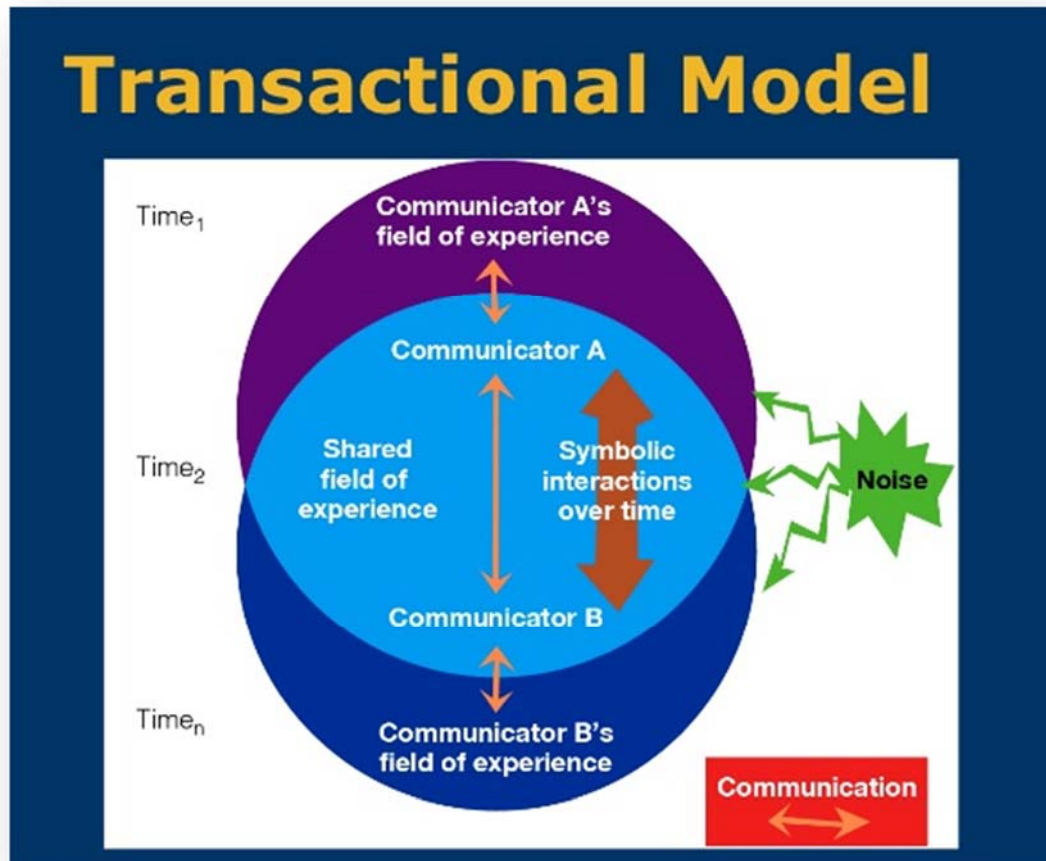 Transactional Model
Time₁
Communicator A's
field of experience
Communicator A
Time₂
Shared
field of
experience
Symbolic
interactions
over time
Noise
Communicator B
Timeₙ
Communicator B's
field of experience
Communication